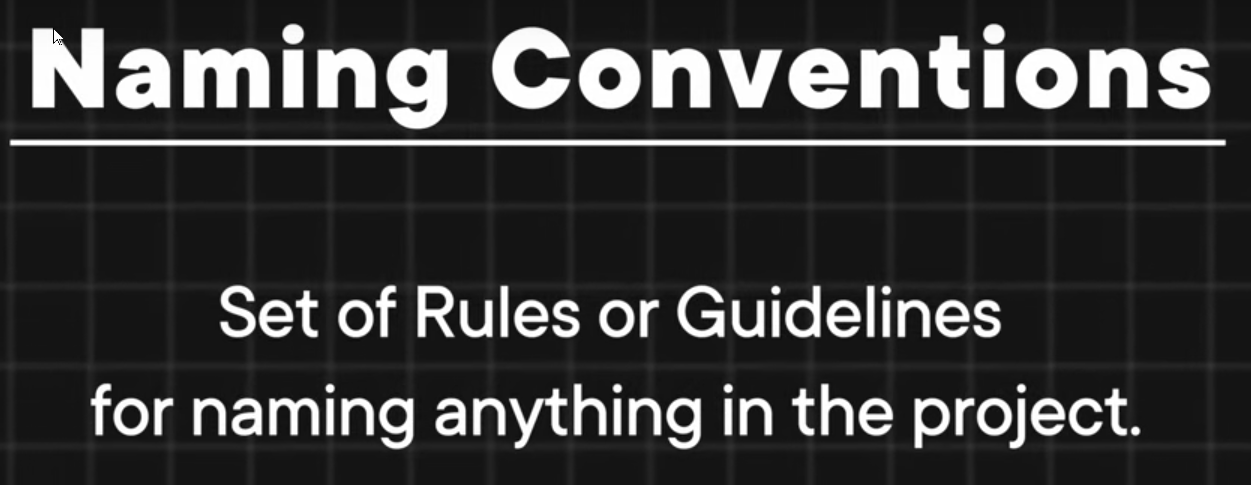 Naming Conventions
Set of Rules or Guidelines
for naming anything in the project.